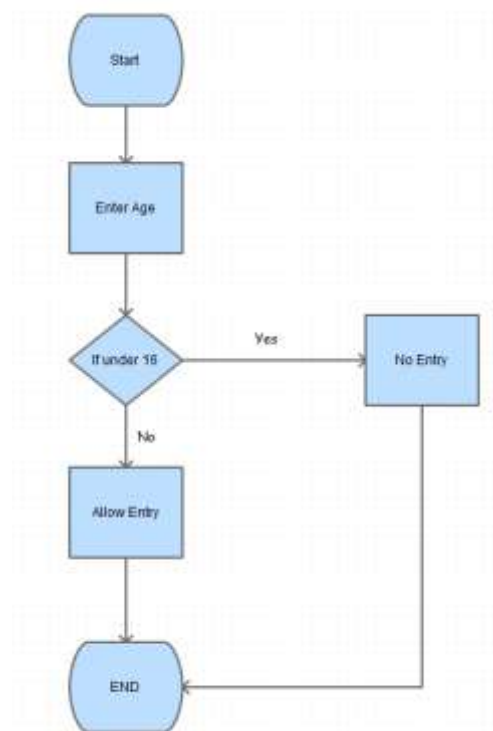 Start
Enter Age
If under 16
Yes
No Entry
No
Allow Entry
END